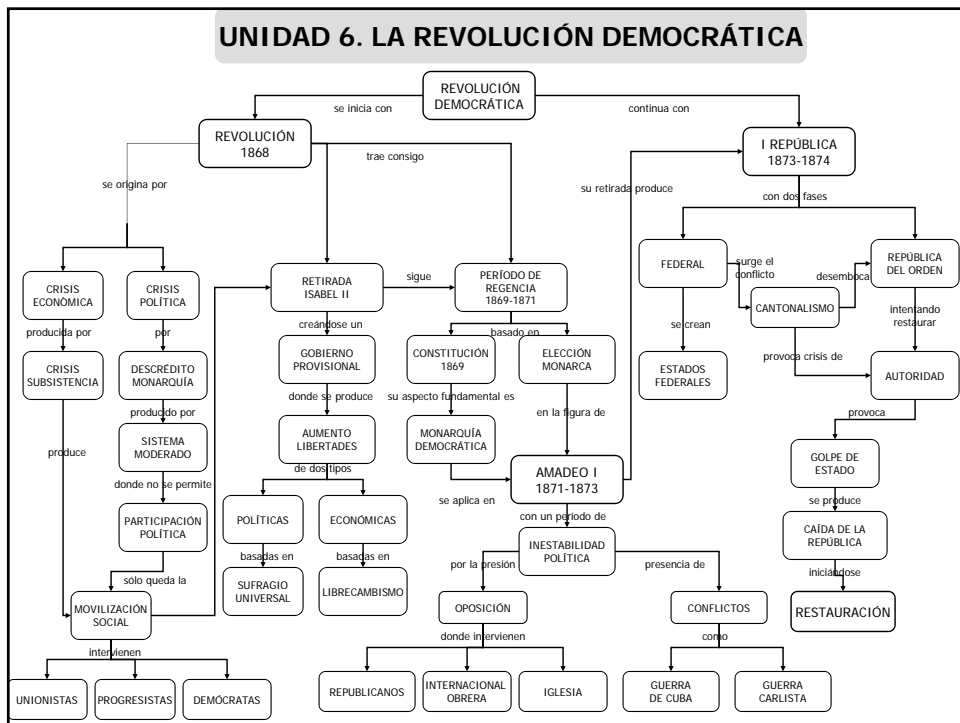 UNIDAD 6. LA REVOLUCIÓN DEMOCRÁTICA
REVOLUCIÓN
DEMOCRÁTICA
se inicia con
continua con
REVOLUCIÓN
1868
I REPÚBLICA
1873-1874
se origina por
trae consigo
su retirada produce
con dos fases
CRISIS
ECONÒMICA
CRISIS
POLÍTICA
RETIRADA
ISABEL II
sigue
PERÍODO DE
REGENCIA
1869-1871
FEDERAL
surge el
conflicto
CANTONALISMO
desemboca
REPÚBLICA
DEL ORDEN
producida por
por
creándose un
basado en
se crean
intentando
restaurar
CRISIS
SUBSISTENCIA
DESCRÉDITO
MONARQUÍA
GOBIERNO
PROVISIONAL
CONSTITUCIÓN
1869
ELECCIÓN
MONARCA
ESTADOS
FEDERALES
provoca crisis de
AUTORIDAD
producido por
donde se produce
su aspecto fundamental es
en la figura de
provoca
produce
SISTEMA
MODERADO
AUMENTO
LIBERTADES
MONARQUÍA
DEMOCRÁTICA
GOLPE DE
ESTADO
donde no se permite
de dos tipos
se aplica en
AMADEO I
1871-1873
se produce
PARTICIPACIÓN
POLÍTICA
POLÍTICAS
ECONÓMICAS
con un periodo de
CAÍDA DE LA
REPÚBLICA
sólo queda la
basadas en
basadas en
INESTABILIDAD
POLÍTICA
iniciándose
por la presión
presencia de
MOVILIZACIÓN
SOCIAL
SUFRAGIO
UNIVERSAL
LIBRECAMBISMO
OPOSICIÓN
CONFLICTOS
RESTAURACIÓN
intervienen
donde intervienen
como
UNIONISTAS
PROGRESISTAS
DEMÓCRATAS
REPUBLICANOS
INTERNACIONAL
OBRERA
IGLESIA
GUERRA
DE CUBA
GUERRA
CARLISTA